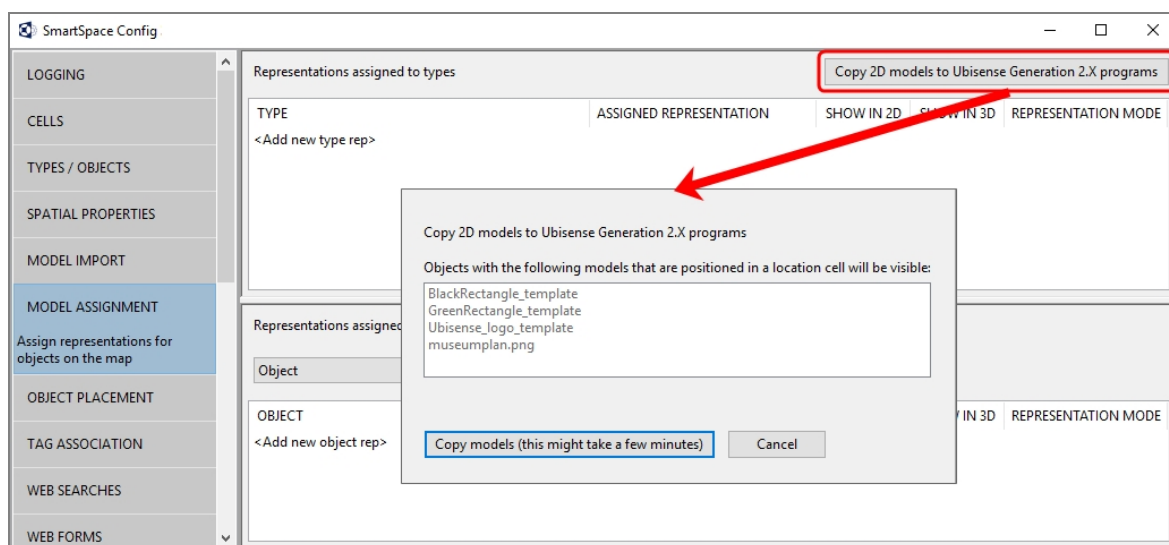 SmartSpace Config
LOGGING
CELLS
TYPES / OBJECTS
SPATIAL PROPERTIES
MODEL IMPORT
MODEL ASSIGNMENT
Assign representations for
objects on the map
OBJECT PLACEMENT
TAG ASSOCIATION
WEB SEARCHES
WEB FORMS
Representations assigned to types
Copy 2D models to Ubisense Generation 2.X programs
TYPE ASSIGNED REPRESENTATION SHOW IN 2D SHOW IN 3D REPRESENTATION MODE
<Add new type rep>
Representations assigned
Object
OBJECT IN 3D REPRESENTATION MODE
<Add new object rep>
Copy 2D models to Ubisense Generation 2.X programs
Objects with the following models that are positioned in a location cell will be visible:
BlackRectangle_template
GreenRectangle_template
Ubisense_logo_template
museumplan.png
Copy models (this might take a few minutes) Cancel